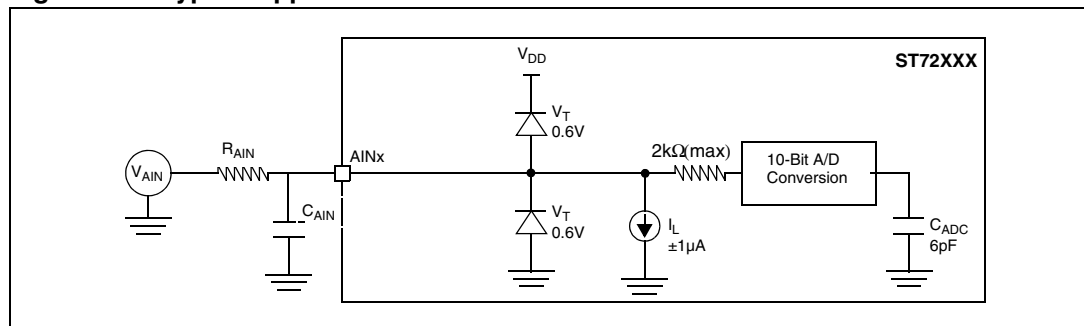 V_DD
ST72XXX
V_T
0.6V
R_AIN
AINx
2kΩ(max)
10-Bit A/D
Conversion
V_AIN
C_AIN
V_T
0.6V
I_L
±1µA
C_ADC
6pF